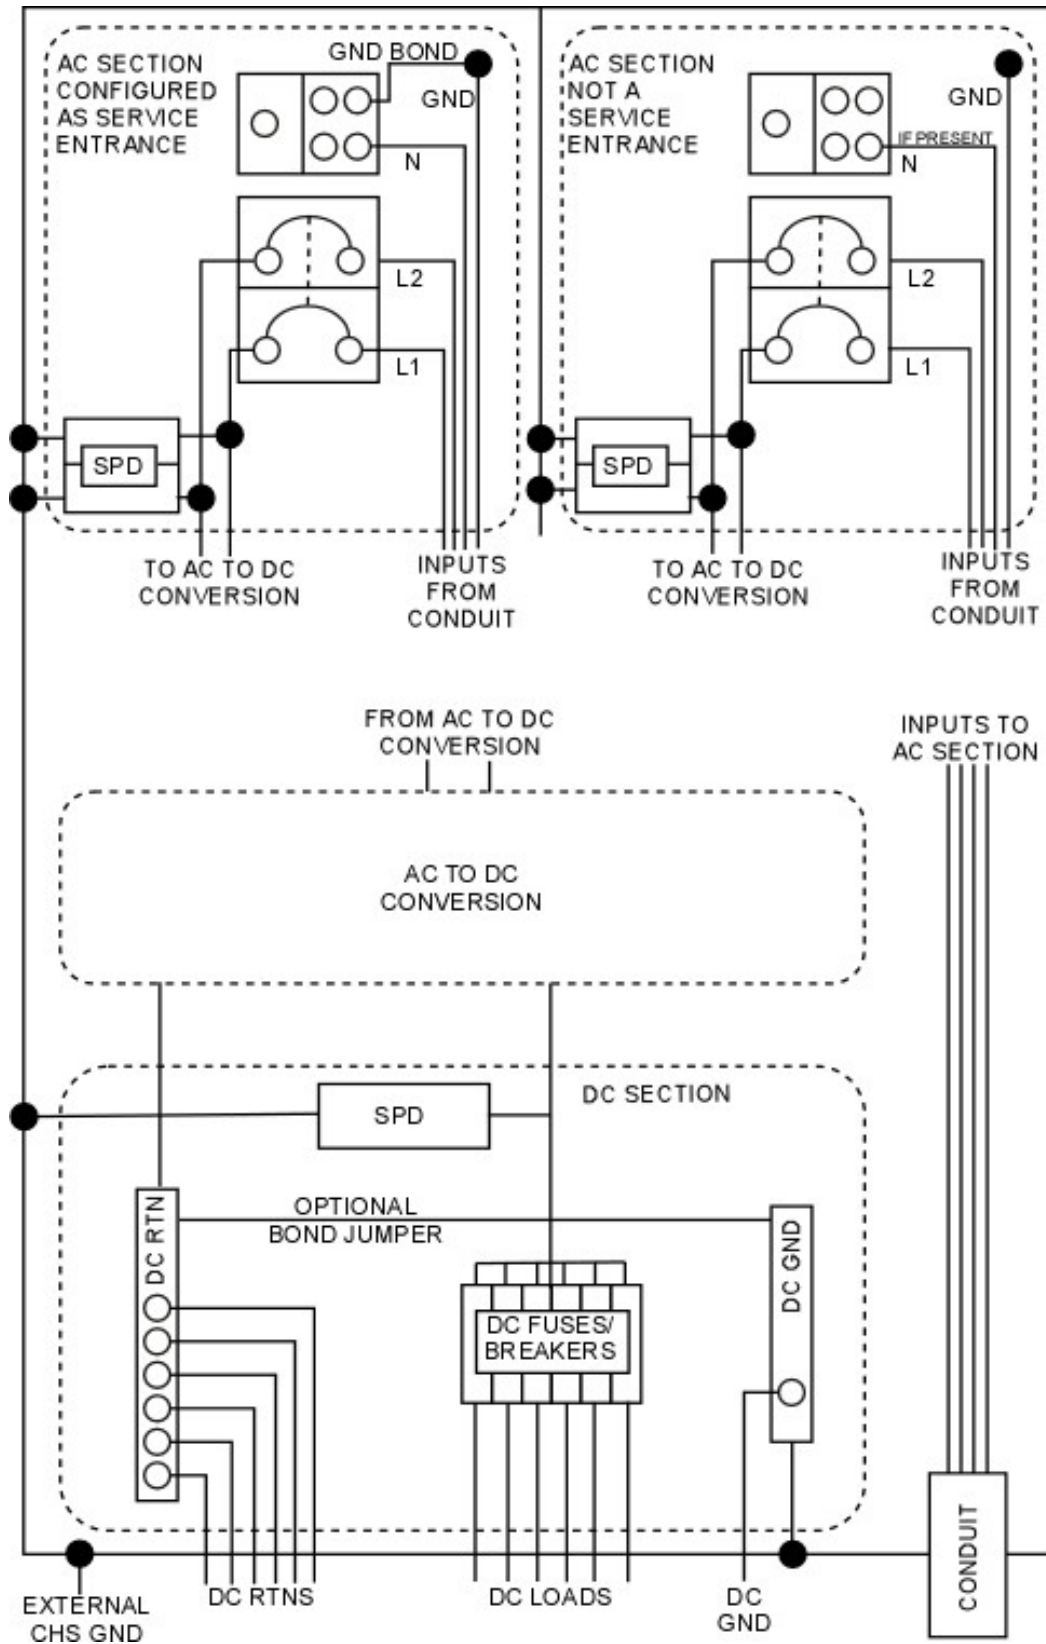 AC SECTION
CONFIGURED
AS SERVICE
ENTRANCE
GND BOND
GND
N
L2
L1
SPD
TO AC TO DC
CONVERSION
INPUTS
FROM
CONDUIT
AC SECTION
NOT A
SERVICE
ENTRANCE
GND
IF PRESENT
N
L2
L1
SPD
TO AC TO DC
CONVERSION
INPUTS
FROM
CONDUIT
FROM AC TO DC
CONVERSION
INPUTS TO
AC SECTION
AC TO DC
CONVERSION
DC SECTION
SPD
DC RTN
OPTIONAL
BOND JUMPER
DC GND
DC FUSES/
BREAKERS
CONDUIT
EXTERNAL
CHS GND
DC RTNS
DC LOADS
DC
GND